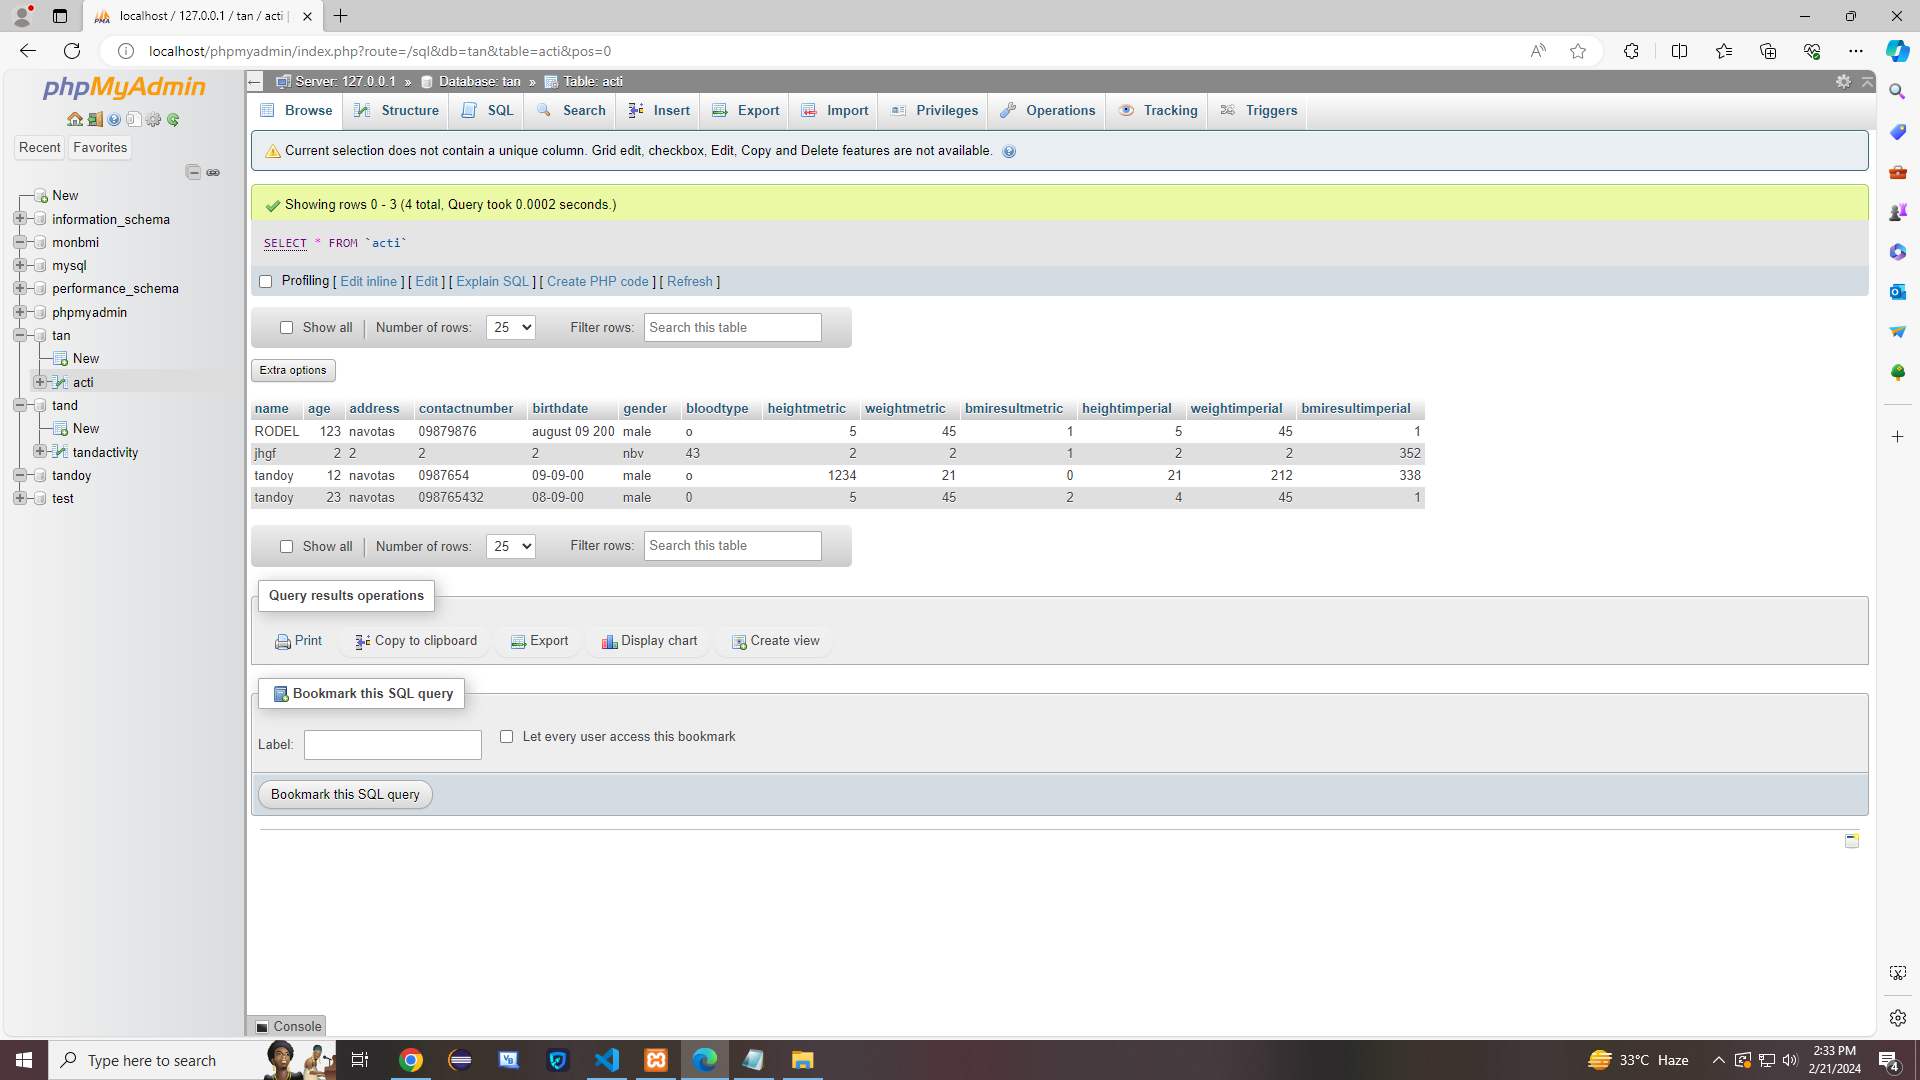 localhost / 127.0.0.1 / tan / acti |
localhost/phpmyadmin/index.php?route=/sql&db=tan&table=acti&pos=0
phpMyAdmin
Recent Favorites
New
information_schema
monbmi
mysql
performance_schema
phpmyadmin
tan
New
acti
tand
New
tandactivity
tandoy
test
Server: 127.0.0.1 » Database: tan » Table: acti
Browse Structure SQL Search Insert Export Import Privileges Operations Tracking Triggers
Current selection does not contain a unique column. Grid edit, checkbox, Edit, Copy and Delete features are not available.
Showing rows 0 - 3 (4 total, Query took 0.0002 seconds.)
SELECT * FROM `acti`
Profiling [ Edit inline ] [ Edit ] [ Explain SQL ] [ Create PHP code ] [ Refresh ]
Show all Number of rows: 25 Filter rows: Search this table
Extra options
name age address contactnumber birthdate gender bloodtype heightmetric weightmetric bmiresultmetric heightimperial weightimperial bmiresultimperial
RODEL 123 navotas 09879876 august 09 200 male o 5 45 1 5 45 1
jhgf 2 2 2 2 nbv 43 2 2 1 2 2 352
tandoy 12 navotas 0987654 09-09-00 male o 1234 21 0 21 212 338
tandoy 23 navotas 098765432 08-09-00 male 0 5 45 2 4 45 1
Show all Number of rows: 25 Filter rows: Search this table
Query results operations
Print Copy to clipboard Export Display chart Create view
Bookmark this SQL query
Label: Let every user access this bookmark
Bookmark this SQL query
Console
Type here to search
33°C Haze
2:33 PM
2/21/2024
4